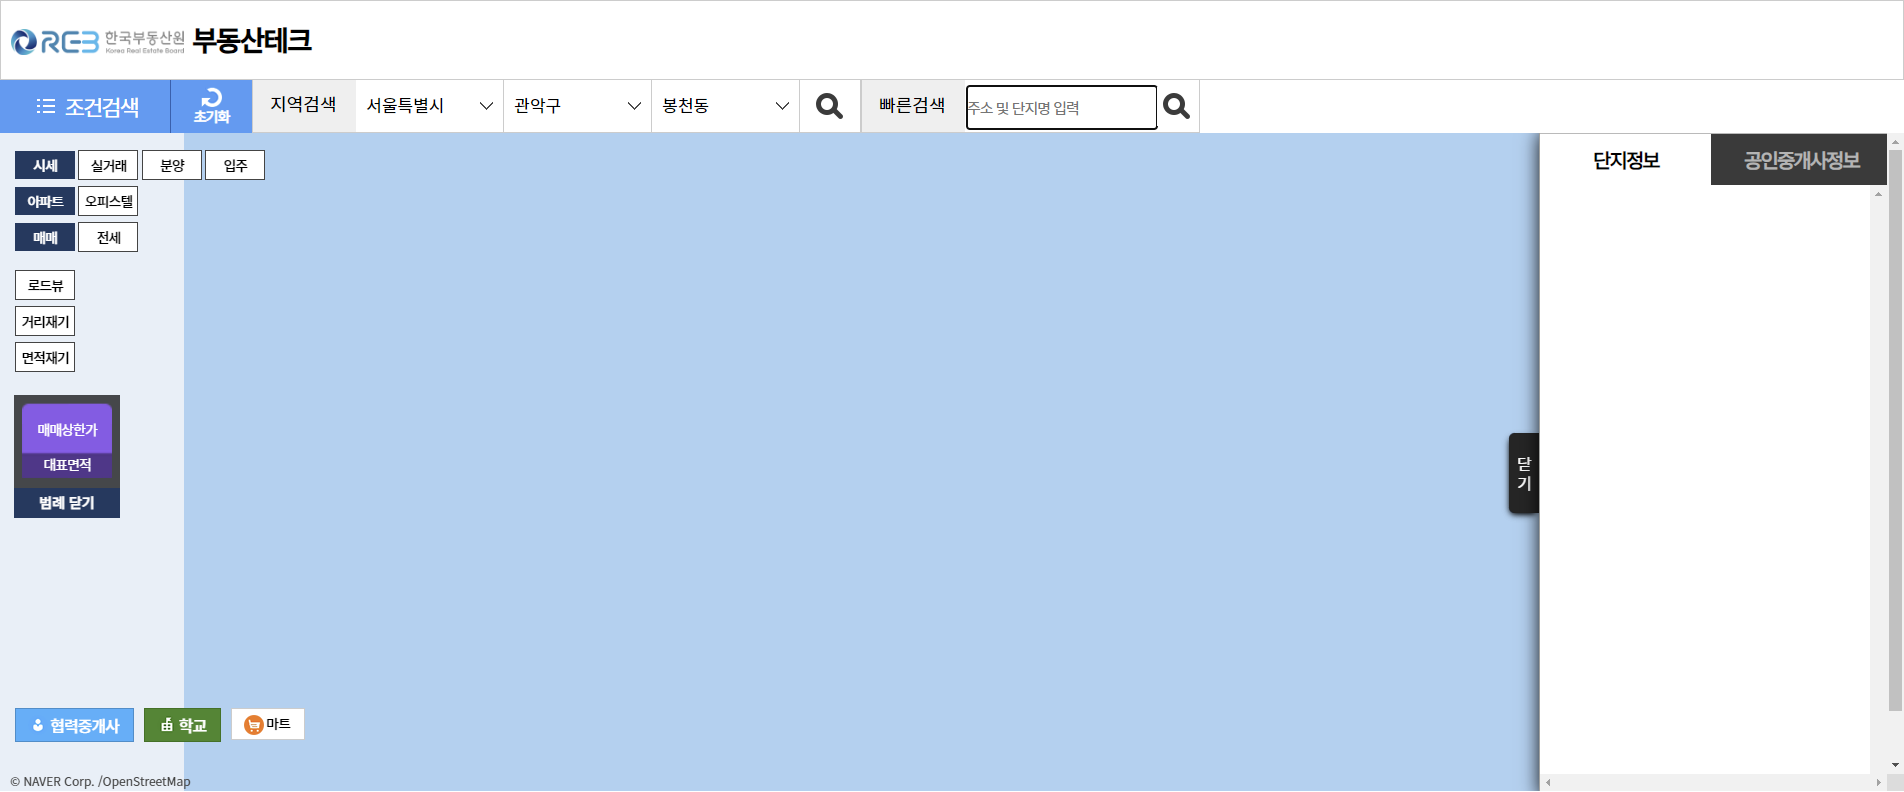 REB 한국부동산원 부동산테크
Korea Real Estate Board
조건검색 초기화 지역검색 서울특별시 관악구 봉천동 빠른검색 주소 및 단지명 입력
시세 실거래 분양 입주
아파트 오피스텔
매매 전세
로드뷰
거리재기
면적재기
매매상한가
대표면적
범례 닫기
협력중개사 학교 마트
© NAVER Corp. /OpenStreetMap
단지정보 공인중개사정보
닫
기